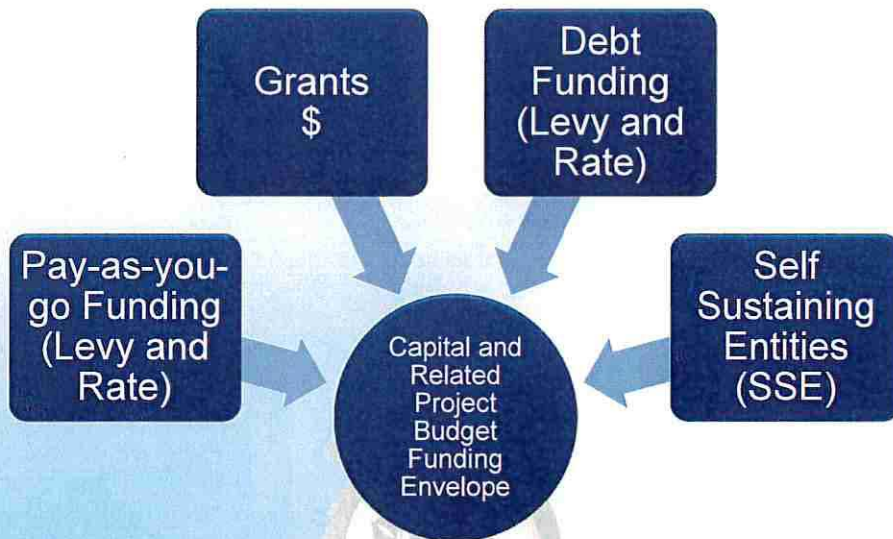 Grants
$
Debt
Funding
(Levy and
Rate)
Pay-as-you-
go Funding
(Levy and
Rate)
Self
Sustaining
Entities
(SSE)
Capital and
Related
Project
Budget
Funding
Envelope